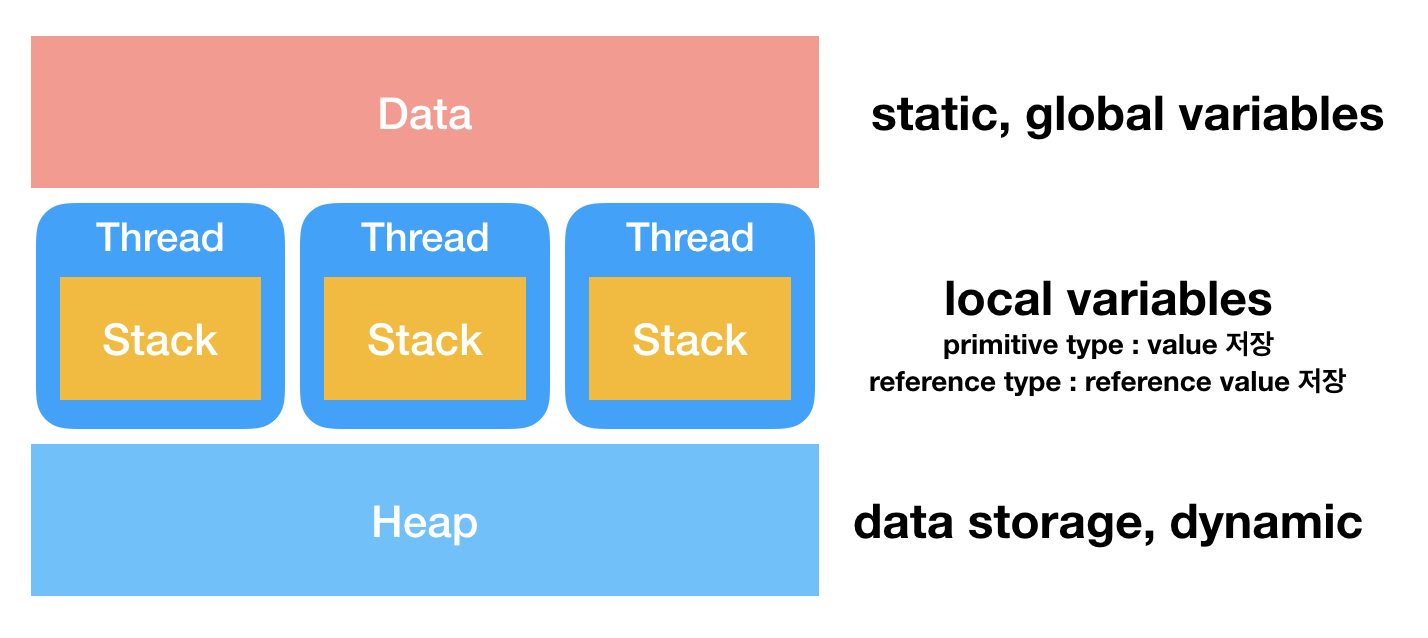 Data
static, global variables
Thread
Thread
Thread
Stack
Stack
Stack
local variables
primitive type : value 저장
reference type : reference value 저장
Heap
data storage, dynamic